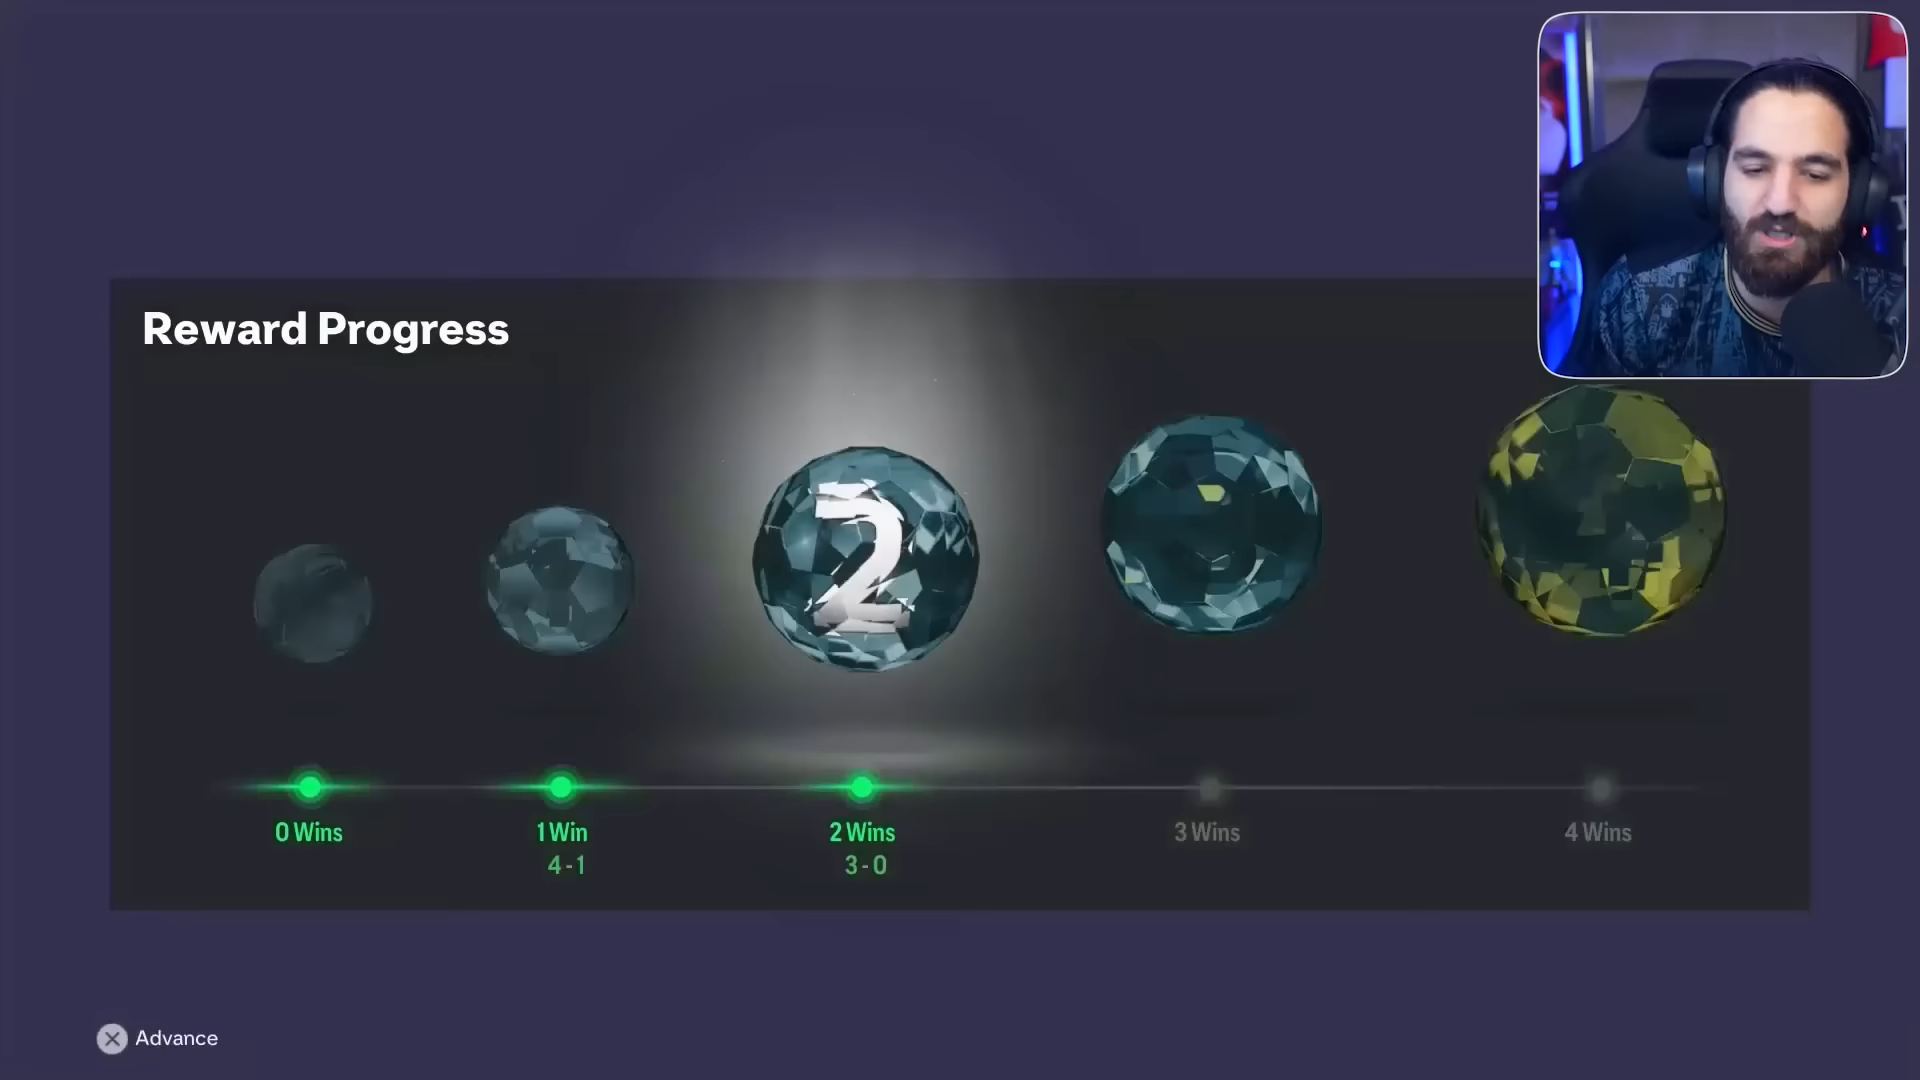 Reward Progress
2
0 Wins
1 Win
2 Wins
3 Wins
4 Wins
4 - 1
3 - 0
Advance